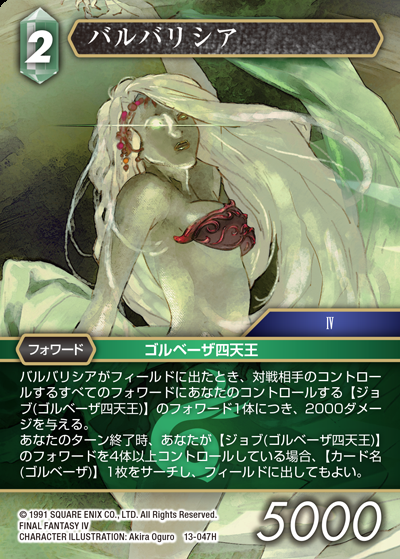 2
バルバリシア
IV
フォワード
ゴルベーザ四天王
バルバリシアがフィールドに出たとき、対戦相手のコントロー
ルするすべてのフォワードにあなたのコントロールする【ジョ
ブ(ゴルベーザ四天王)】のフォワード1体につき、2000ダメー
ジを与える。
あなたのターン終了時、あなたが【ジョブ(ゴルベーザ四天王)】
のフォワードを4体以上コントロールしている場合、【カード名
(ゴルベーザ)】1枚をサーチし、フィールドに出してもよい。
© 1991 SQUARE ENIX CO., LTD. All Rights Reserved.
FINAL FANTASY IV
CHARACTER ILLUSTRATION: Akira Oguro 13-047H
5000